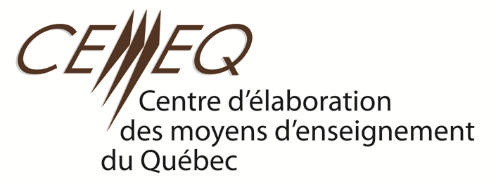 CEMEQ
Centre d'élaboration
des moyens d'enseignement
du Québec